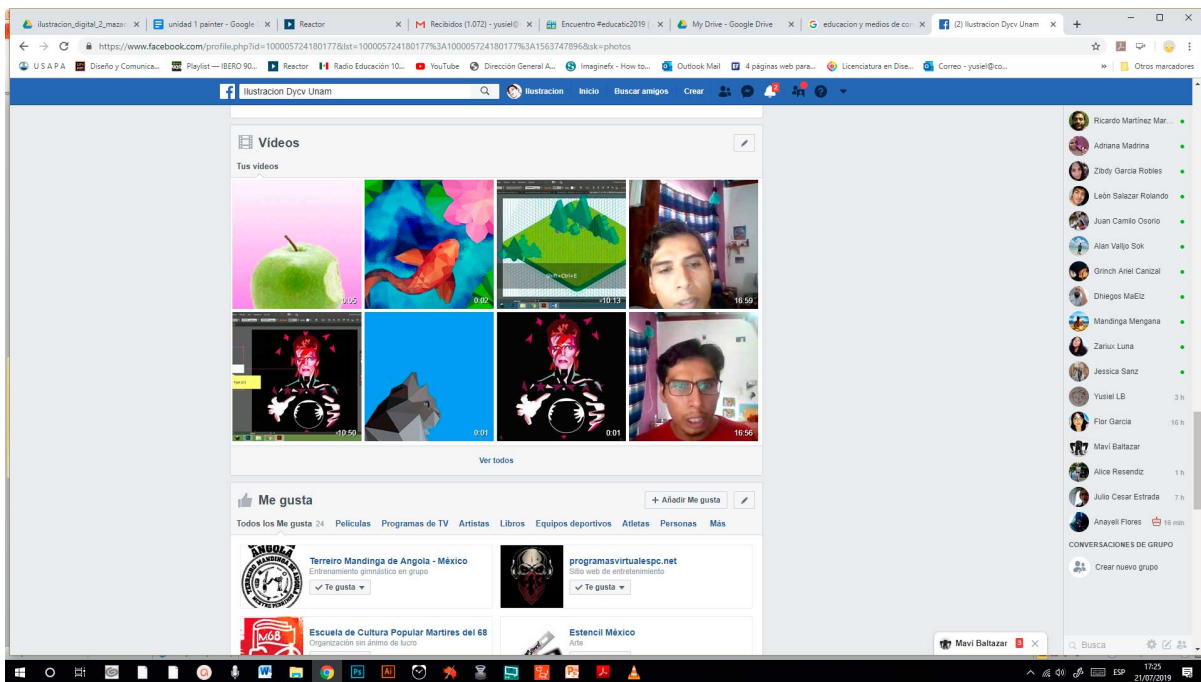 ilustracion_digital_2_mazac
unidad 1 painter - Google
Reactor
Recibidos (1.072) - yusiel@
Encuentro #educatic2019 |
My Drive - Google Drive
educacion y medios de com
(2) Ilustracion Dycv Unam
https://www.facebook.com/profile.php?id=100005724180177&lst=100005724180177%3A100005724180177%3A1563747896&sk=photos
U S A P A
Diseño y Comunica...
Playlist — IBERO 90...
Reactor
Radio Educación 10...
YouTube
Dirección General A...
Imaginefx - How to...
Outlook Mail
4 páginas web para...
Licenciatura en Dise...
Correo - yusiel@co...
»
Otros marcadores
Ilustracion Dycv Unam
Ilustracion
Inicio
Buscar amigos
Crear
2
Vídeos
Tus vídeos
0:05
0:02
Shift+Ctrl+E
-10:13
16:59
-10:50
0:01
0:01
16:56
Ver todos
Me gusta
+ Añadir Me gusta
Todos los Me gusta 24
Películas
Programas de TV
Artistas
Libros
Equipos deportivos
Atletas
Personas
Más
ANGOLA
Terreiro Mandinga de Angola - México
Entrenamiento gimnástico en grupo
Te gusta
programasvirtualespc.net
Sitio web de entretenimiento
Te gusta
M68
Escuela de Cultura Popular Martires del 68
Organización sin ánimo de lucro
Estencil México
Arte
Ricardo Martínez Mar...
Adriana Madrina
Zibdy Garcia Robles
Leòn Salazar Rolando
Juan Camilo Osorio
Alan Valljo Sok
Grinch Ariel Canizal
Dhiegos MaElz
Mandinga Mengana
Zariux Luna
Jessica Sanz
Yusiel LB
3 h
Flor Garcia
16 h
Maví Baltazar
Alice Resendiz
1 h
Julio Cesar Estrada
7 h
Anayeli Flores
16 min
CONVERSACIONES DE GRUPO
Crear nuevo grupo
Maví Baltazar
3
Busca
ESP
17:25
21/07/2019